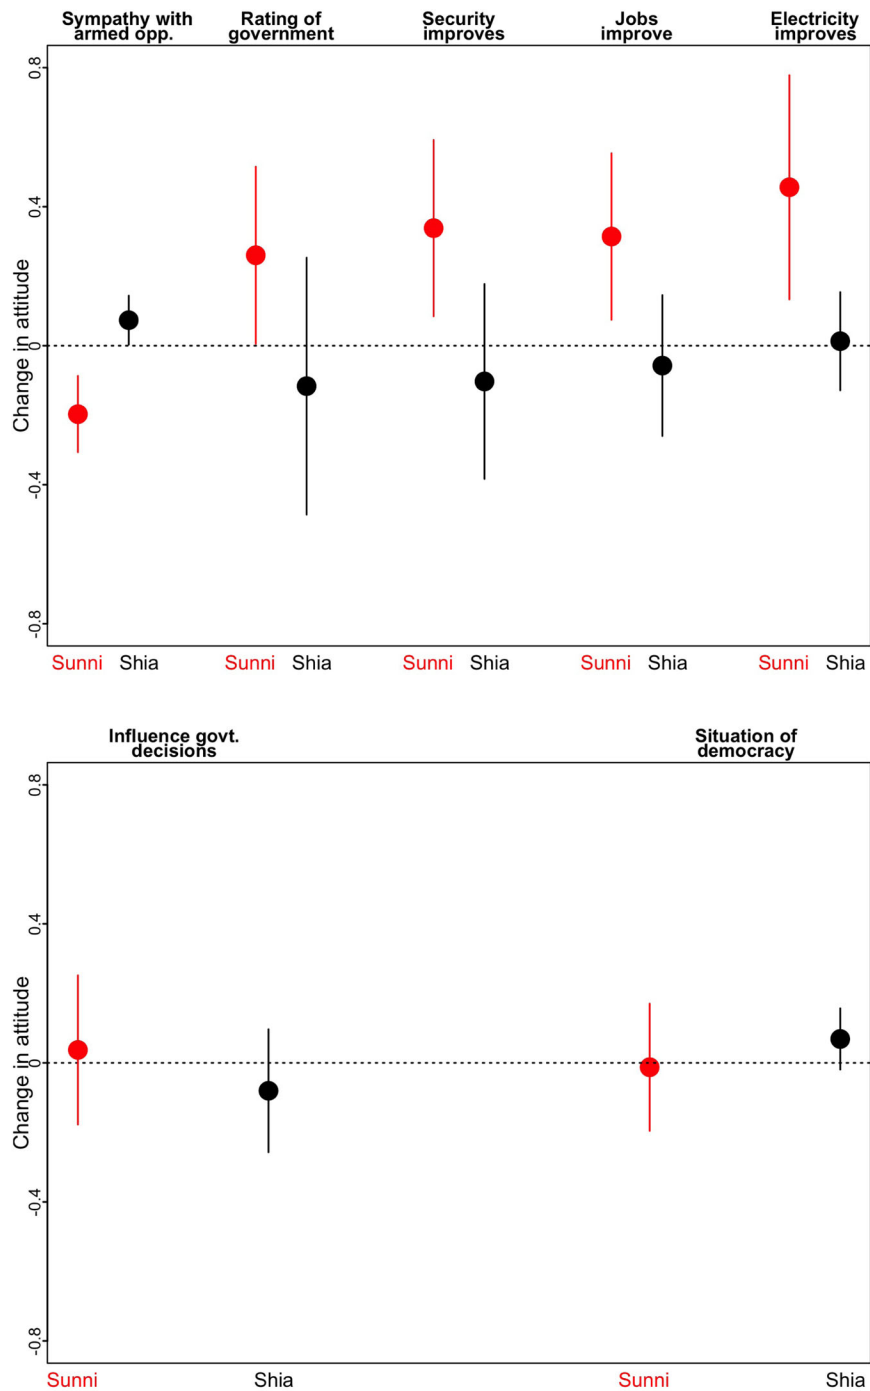 Sympathy with armed opp.
Rating of government
Security improves
Jobs improve
Electricity improves
0.8
0.4
0
-0.4
-0.8
Change in attitude
Sunni Shia Sunni Shia Sunni Shia Sunni Shia Sunni Shia
Influence govt. decisions
Situation of democracy
0.8
0.4
0
-0.4
-0.8
Change in attitude
Sunni Shia Sunni Shia